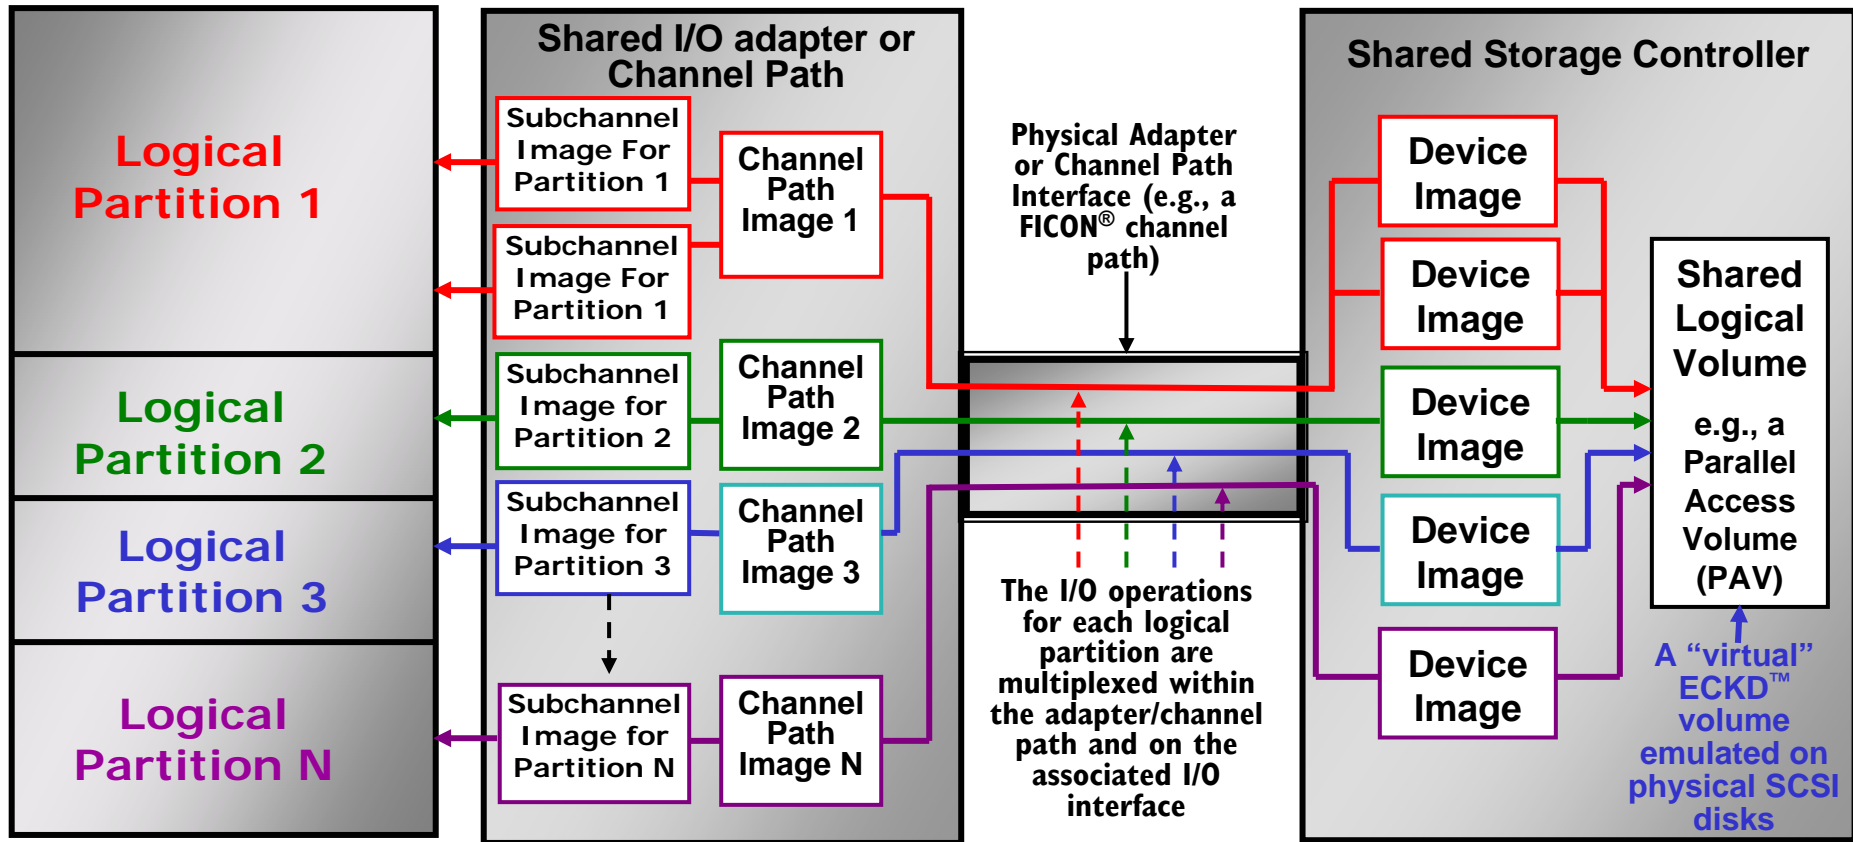 Logical
Partition 1
Logical
Partition 2
Logical
Partition 3
Logical
Partition N
Shared I/O adapter or
Channel Path
Subchannel
Image For
Partition 1
Subchannel
Image For
Partition 1
Channel
Path
Image 1
Subchannel
Image for
Partition 2
Channel
Path
Image 2
Subchannel
Image for
Partition 3
Channel
Path
Image 3
Subchannel
Image for
Partition N
Channel
Path
Image N
Physical Adapter
or Channel Path
Interface (e.g., a
FICON® channel
path)
The I/O operations
for each logical
partition are
multiplexed within
the adapter/channel
path and on the
associated I/O
interface
Shared Storage Controller
Device
Image
Device
Image
Device
Image
Device
Image
Device
Image
Shared
Logical
Volume
e.g., a
Parallel
Access
Volume
(PAV)
A “virtual”
ECKD™
volume
emulated on
physical SCSI
disks